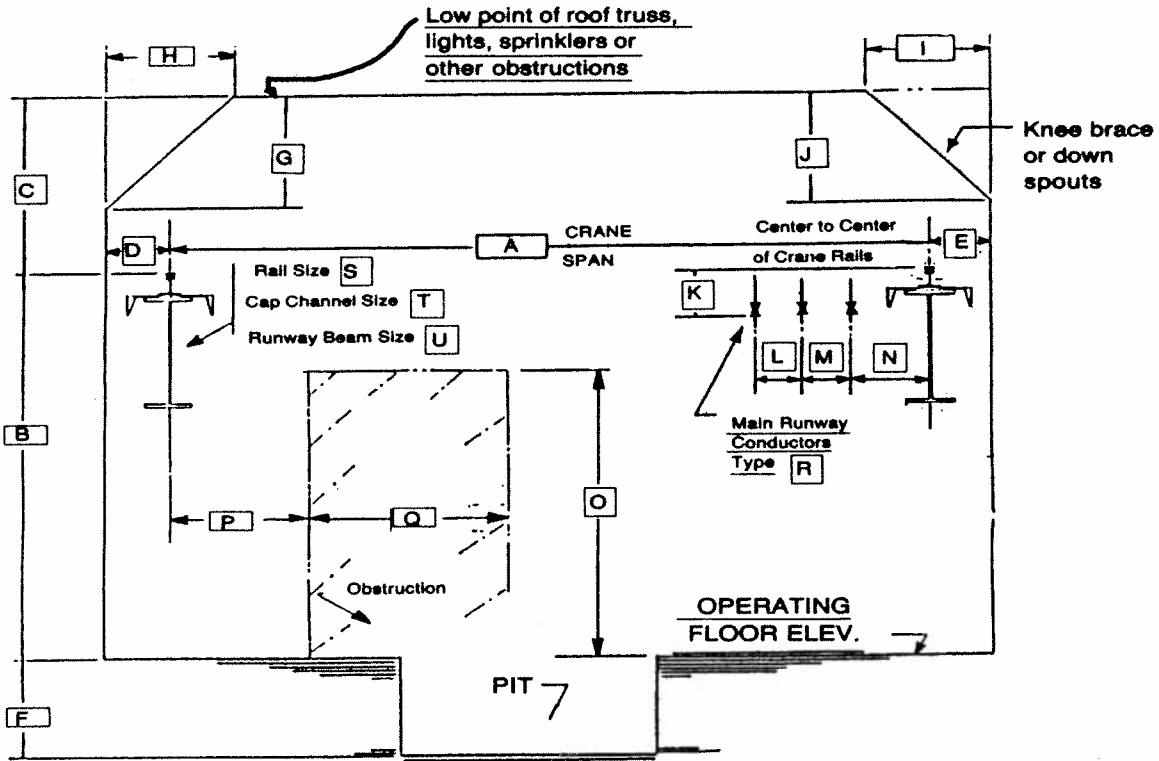 Low point of roof truss,
lights, sprinklers or
other obstructions
H
I
Knee brace
or down
spouts
G
J
C
D
A
CRANE
SPAN
Center to Center
of Crane Rails
E
Rail Size S
Cap Channel Size T
Runway Beam Size U
K
L
M
N
Main Runway
Conductors
Type R
B
O
P
Q
Obstruction
OPERATING
FLOOR ELEV.
PIT
F